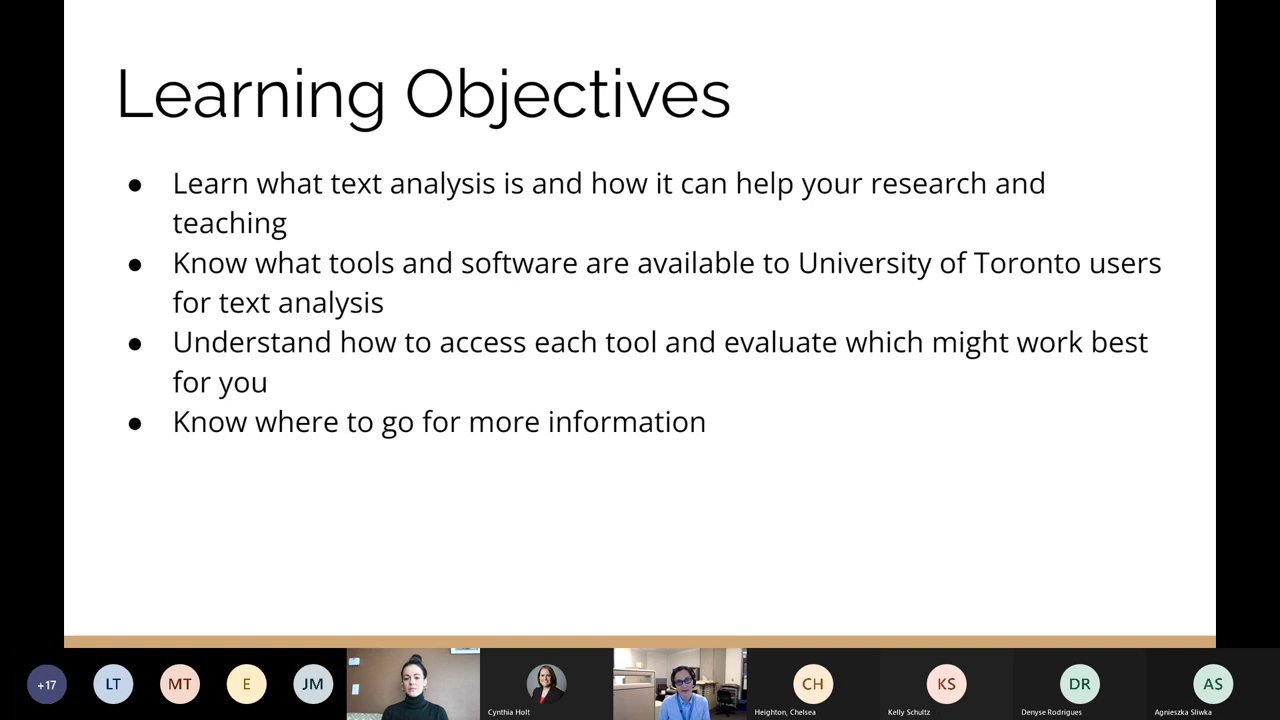 Learning Objectives
● Learn what text analysis is and how it can help your research and
teaching
● Know what tools and software are available to University of Toronto users
for text analysis
● Understand how to access each tool and evaluate which might work best
for you
● Know where to go for more information
+17
LT
MT
E
JM
Cynthia Holt
CH
Heighton, Chelsea
KS
Kelly Schultz
DR
Denyse Rodrigues
AS
Agnieszka Sliwka